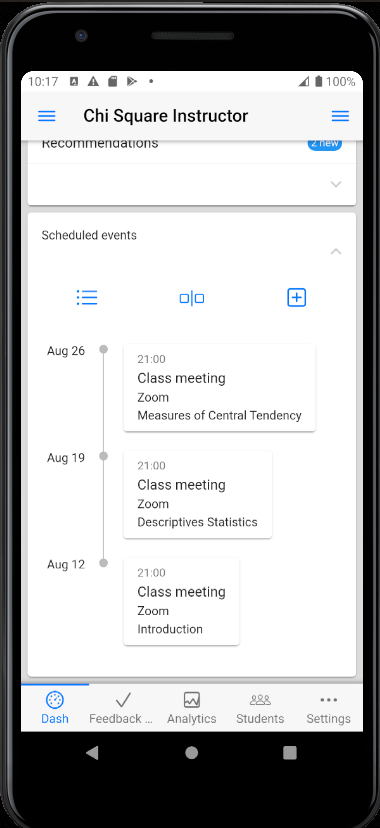 10:17
100%
Chi Square Instructor
Recommendations
2 new
Scheduled events
Aug 26
21:00
Class meeting
Zoom
Measures of Central Tendency
Aug 19
21:00
Class meeting
Zoom
Descriptives Statistics
Aug 12
21:00
Class meeting
Zoom
Introduction
Dash
Feedback ...
Analytics
Students
Settings